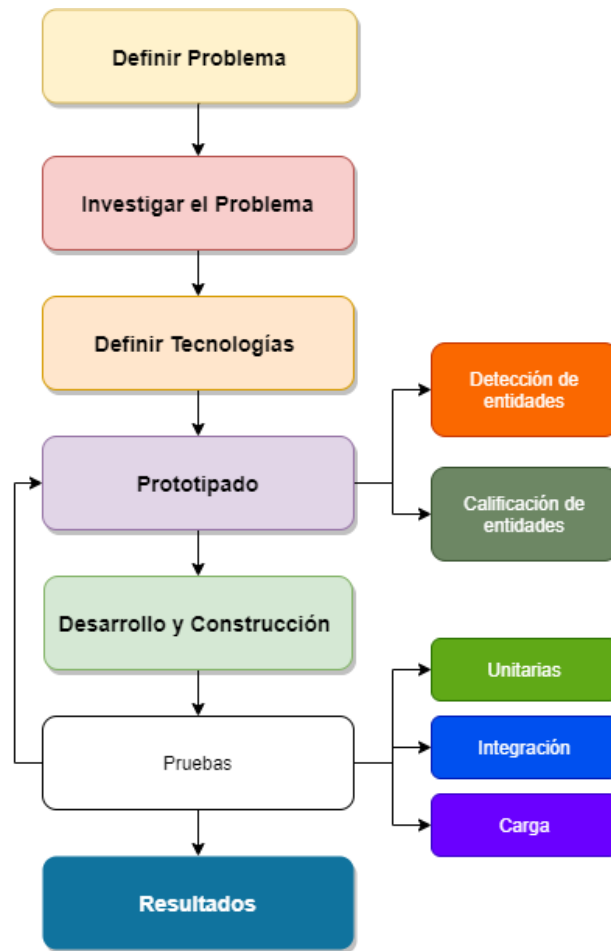 Definir Problema
Investigar el Problema
Definir Tecnologías
Detección de
entidades
Prototipado
Calificación de
entidades
Desarrollo y Construcción
Unitarias
Integración
Pruebas
Carga
Resultados